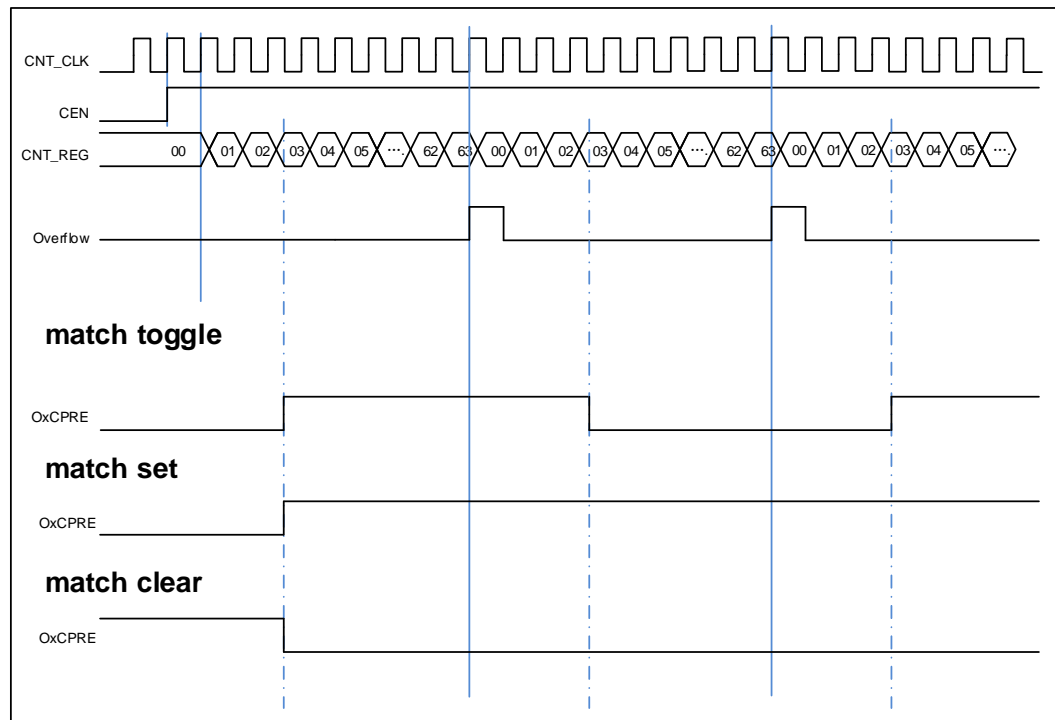 CNT_CLK
CEN
CNT_REG 00 01 02 03 04 05 .... 62 63 00 01 02 03 04 05 .... 62 63 00 01 02 03 04 05 ....
Overflow
match toggle
OxCPRE
match set
OxCPRE
match clear
OxCPRE